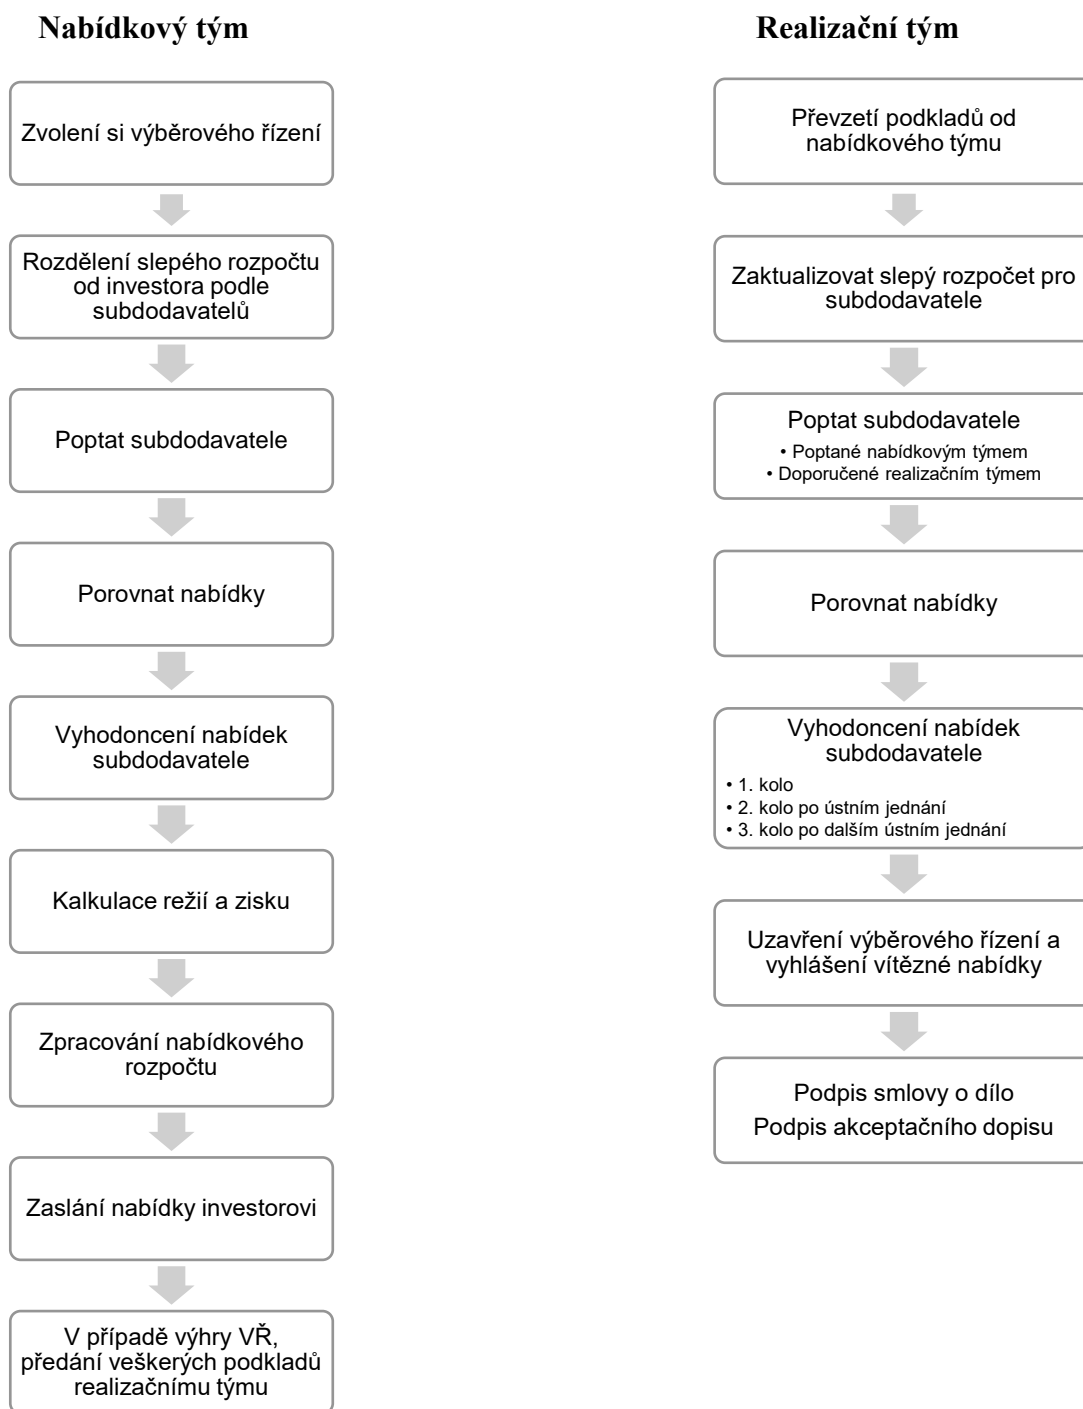 Nabídkový tým
Zvolení si výběrového řízení
Rozdělení slepého rozpočtu
od investora podle
subdodavatelů
Poptat subdodavatele
Porovnat nabídky
Vyhodoncení nabídek
subdodavatele
Kalkulace režií a zisku
Zpracování nabídkového
rozpočtu
Zaslání nabídky investorovi
V případě výhry VŘ,
předání veškerých podkladů
realizačnímu týmu
Realizační tým
Převzetí podkladů od
nabídkového týmu
Zaktualizovat slepý rozpočet pro
subdodavatele
Poptat subdodavatele
• Poptané nabídkovým týmem
• Doporučené realizačním týmem
Porovnat nabídky
Vyhodoncení nabídek
subdodavatele
• 1. kolo
• 2. kolo po ústním jednání
• 3. kolo po dalším ústním jednání
Uzavření výběrového řízení a
vyhlášení vítězné nabídky
Podpis smlovy o dílo
Podpis akceptačního dopisu